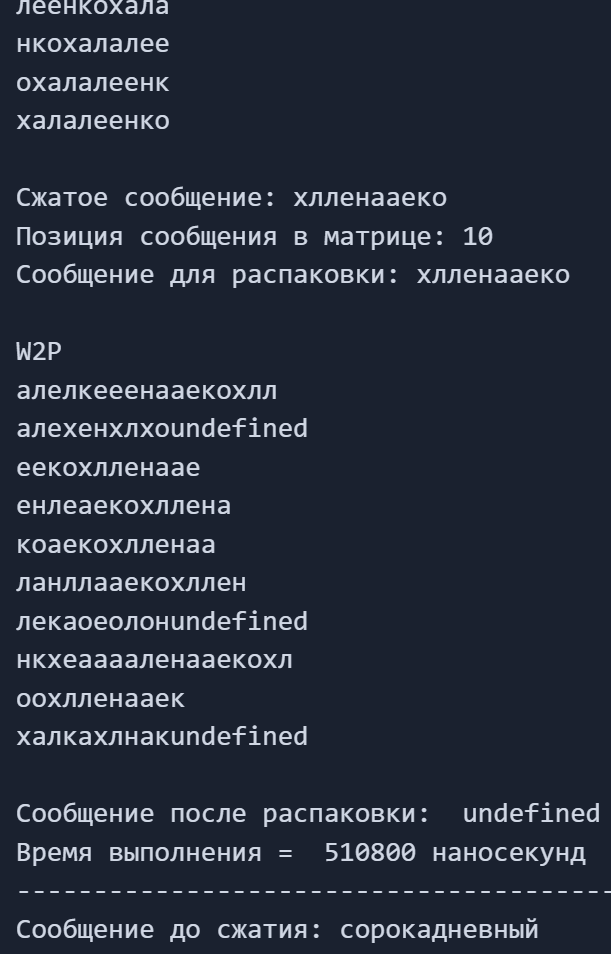 леенкохала
нкохалалее
охалалеенк
халалеенко
Сжатое сообщение: хлленааеко
Позиция сообщения в матрице: 10
Сообщение для распаковки: хлленааеко
W2P
алелкееенааекохлл
алехенхлхоundefined
еекохлленаае
енлеаекохллена
коаекохлленаа
ланллааекохллен
лекаоеолонundefined
нкхеааааленааекохл
оохлленааек
халкахлнакundefined
Сообщение после распаковки:  undefined
Время выполнения =  510800 наносекунд
---------------------------------------
Сообщение до сжатия: сорокадневный